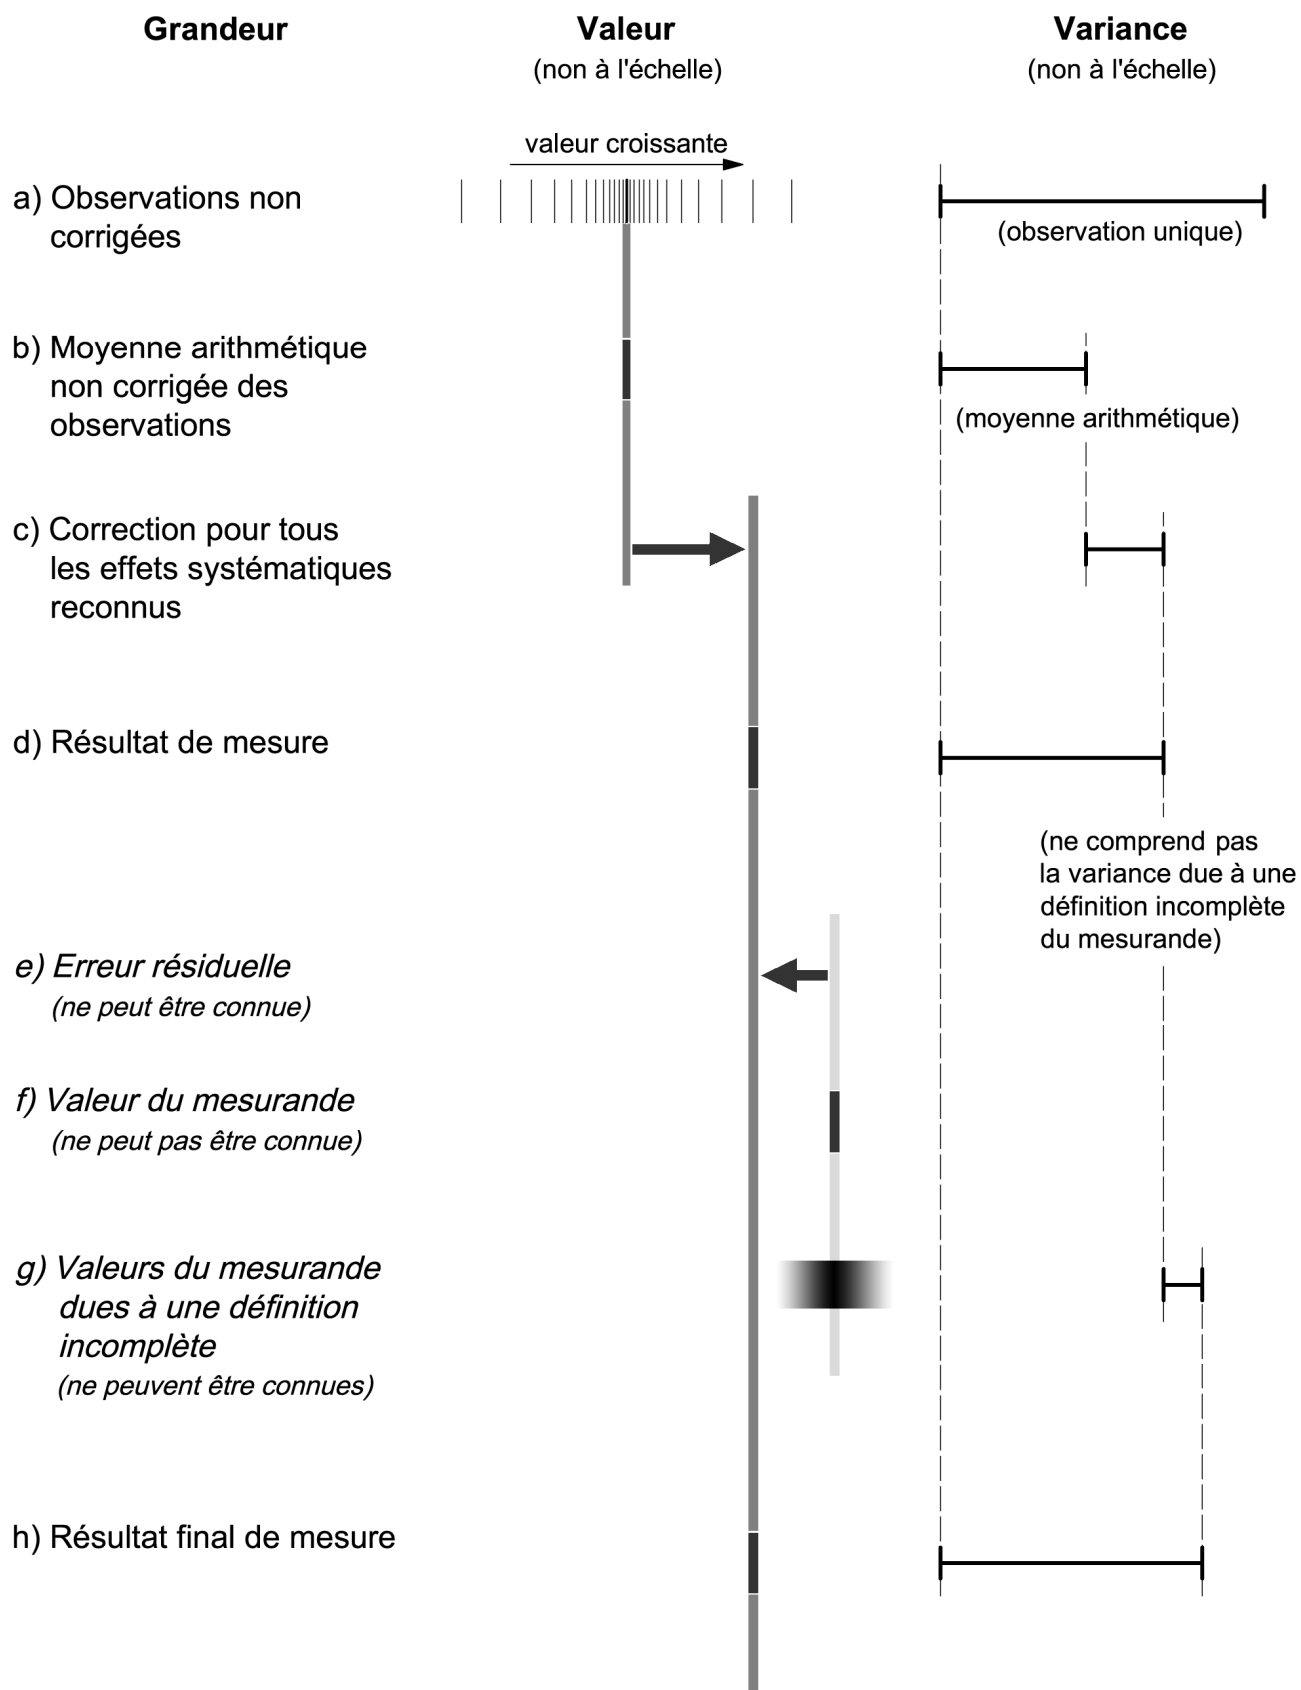 Grandeur
Valeur
(non à l'échelle)
Variance
(non à l'échelle)
valeur croissante
a) Observations non
corrigées
(observation unique)
b) Moyenne arithmétique
non corrigée des
observations
(moyenne arithmétique)
c) Correction pour tous
les effets systématiques
reconnus
d) Résultat de mesure
(ne comprend pas
la variance due à une
définition incomplète
du mesurande)
e) Erreur résiduelle
(ne peut être connue)
f) Valeur du mesurande
(ne peut pas être connue)
g) Valeurs du mesurande
dues à une définition
incomplète
(ne peuvent être connues)
h) Résultat final de mesure